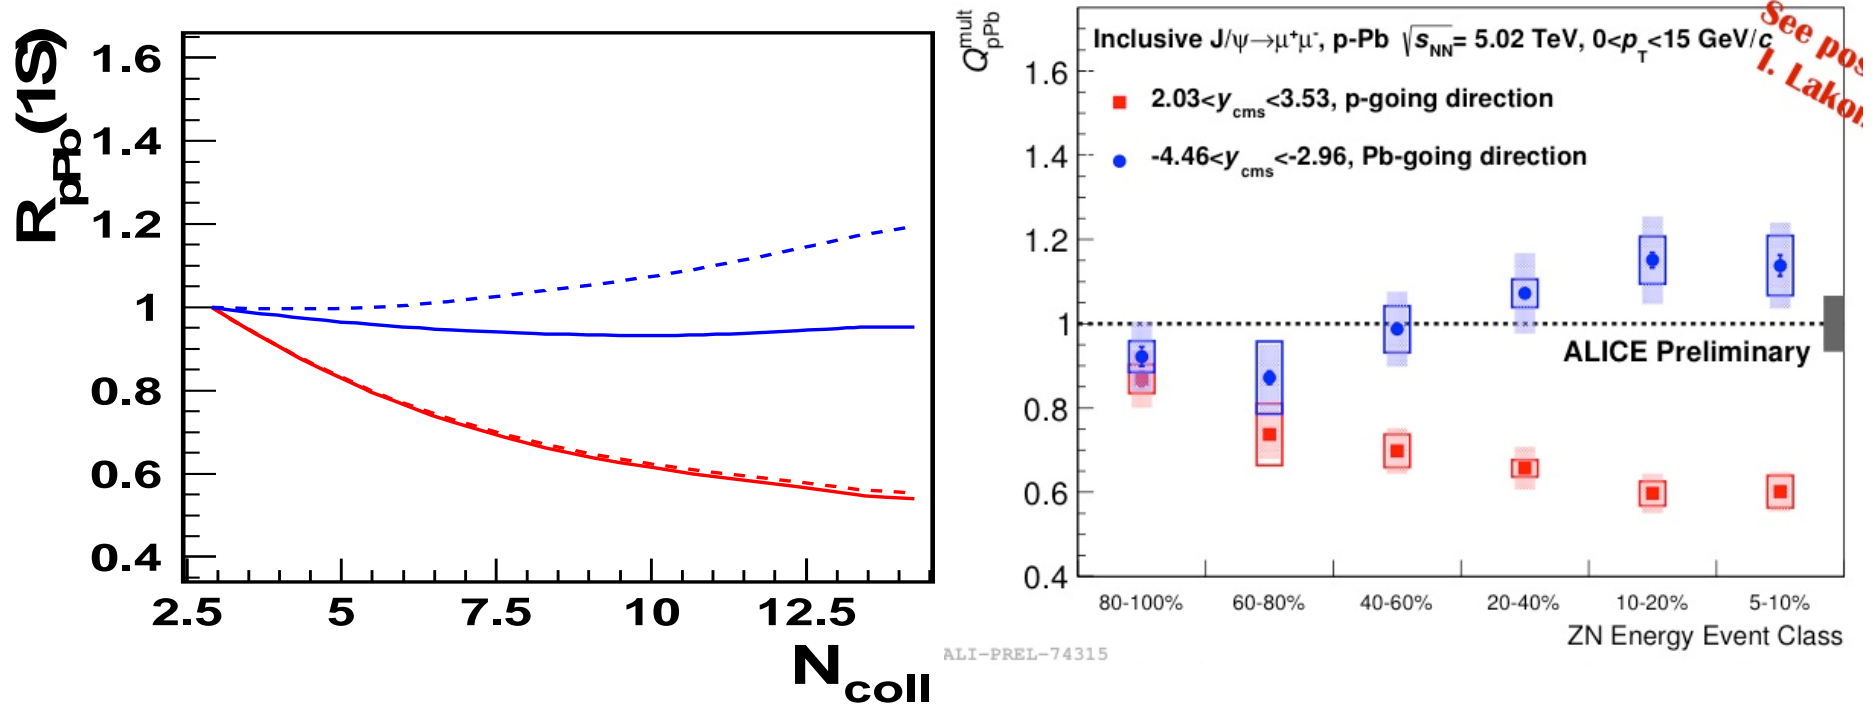 R_pPb(1S)
1.6
1.4
1.2
1
0.8
0.6
0.4
2.5 5 7.5 10 12.5
N_coll
Q_pPb^mult
Inclusive J/ψ→μ⁺μ⁻, p-Pb √s_NN= 5.02 TeV, 0<p_T<15 GeV/c
2.03<y_cms<3.53, p-going direction
-4.46<y_cms<-2.96, Pb-going direction
See
I.
1.6
1.4
1.2
1
0.8
0.6
0.4
ALICE Preliminary
80-100% 60-80% 40-60% 20-40% 10-20% 5-10%
ZN Energy Event Class
ALI-PREL-74315